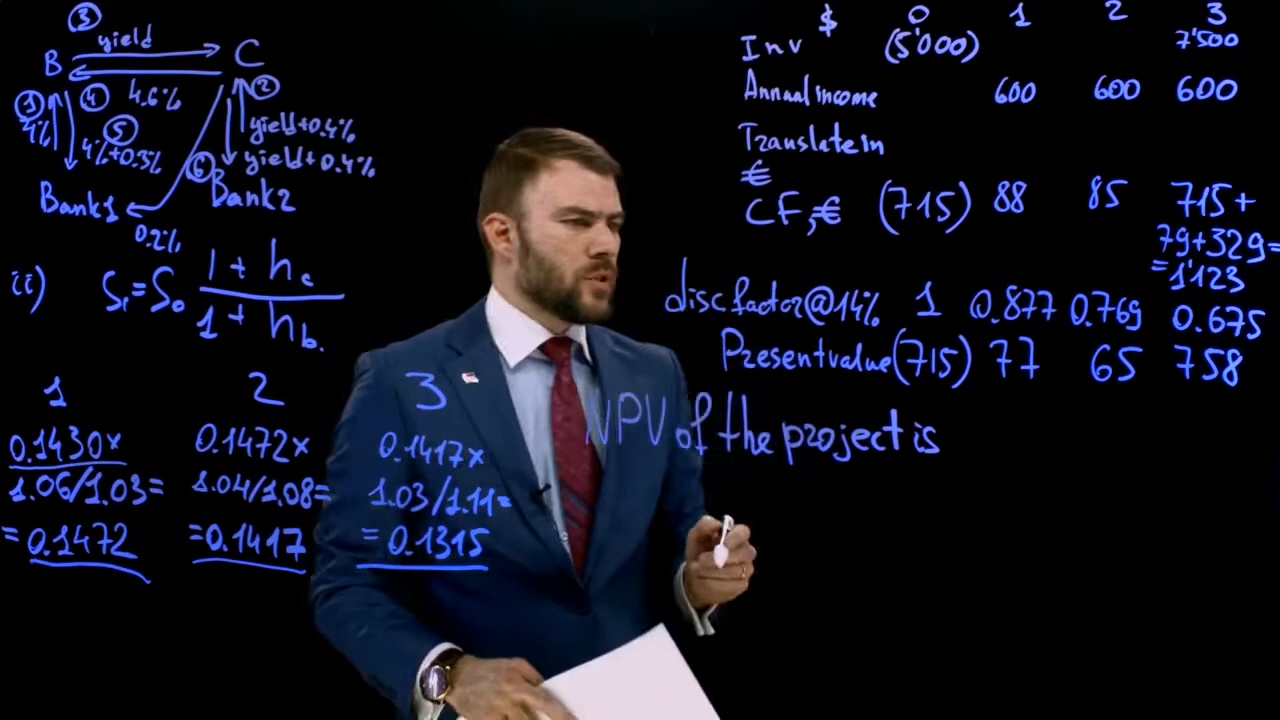 ③ yield
B C
② 
① ④ 4.6%
4% ⑤ yield+0.4%
4%+0.3% yield+0.4%
⑥
Bank1 Bank2
0.2%
ii) S₁=S₀ 1+hc
1+hb.
1 2 3
0.1430× 0.1472× 0.1417×
1.06/1.03= 1.04/1.08= 1.03/1.11=
=0.1472 =0.1417 =0.1315
$ 0 1 2 3
Inv (5'000) 7'500
Annual income 600 600 600
Translate in
€
CF,€ (715) 88 85 715+
79+329=
=1'123
disc factor@14% 1 0.877 0.769 0.675
Present value (715) 77 65 758
NPV of the project is